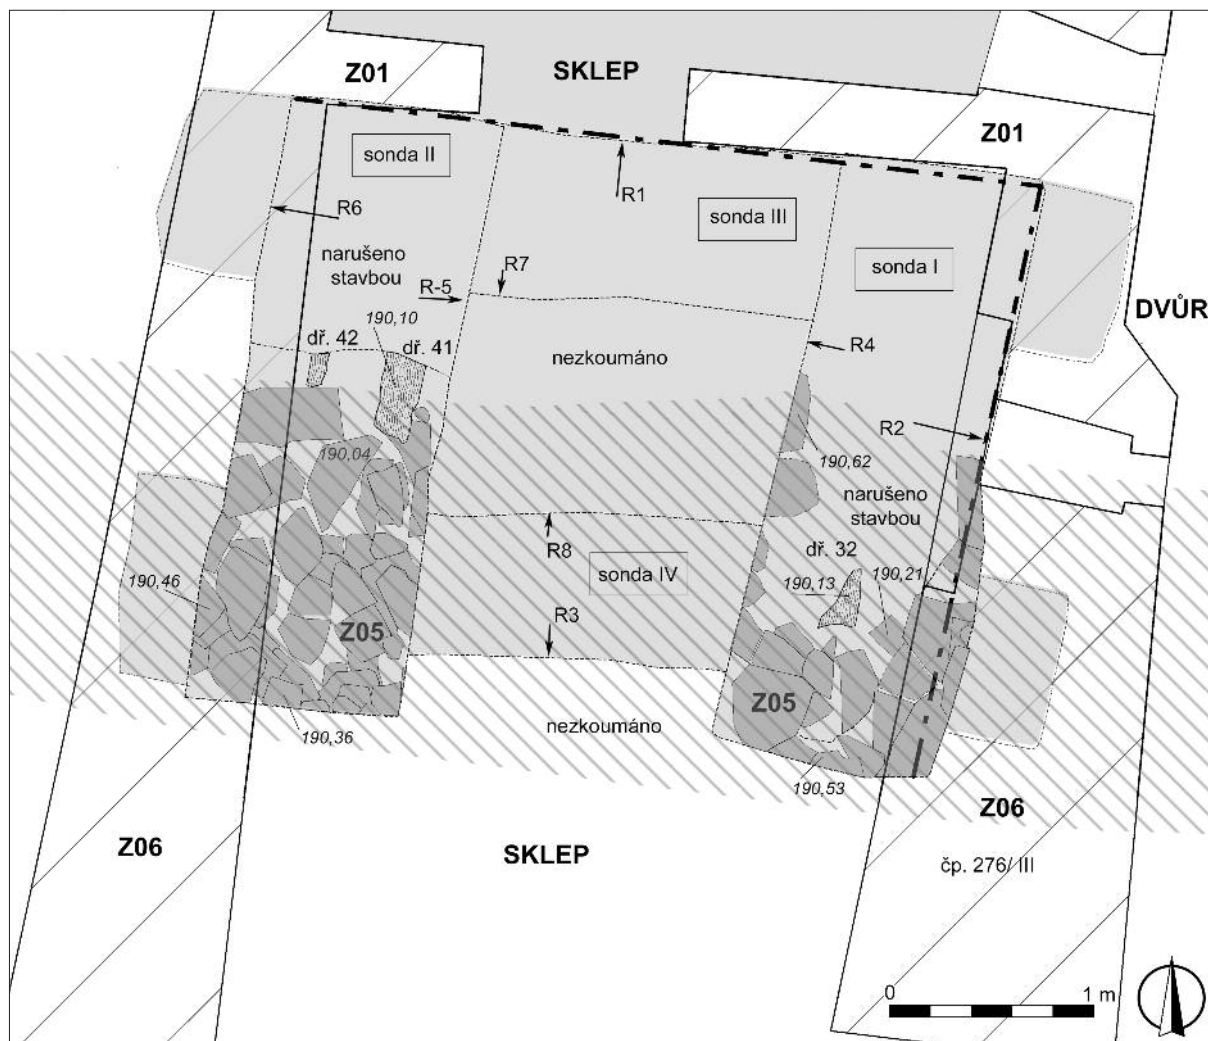 Z01
SKLEP
Z01
sonda II
R6
R1
sonda III
sonda I
narušeno
stavbou
R-5
R7
DVŮR
190,10
dř. 42
dř. 41
nezkoumáno
R4
R2
190,04
190,62
narušeno
stavbou
R8
dř. 32
sonda IV
190,13
190,21
190,46
R3
Z05
Z05
nezkoumáno
190,36
190,53
Z06
SKLEP
Z06
čp. 276/ III
0
1 m